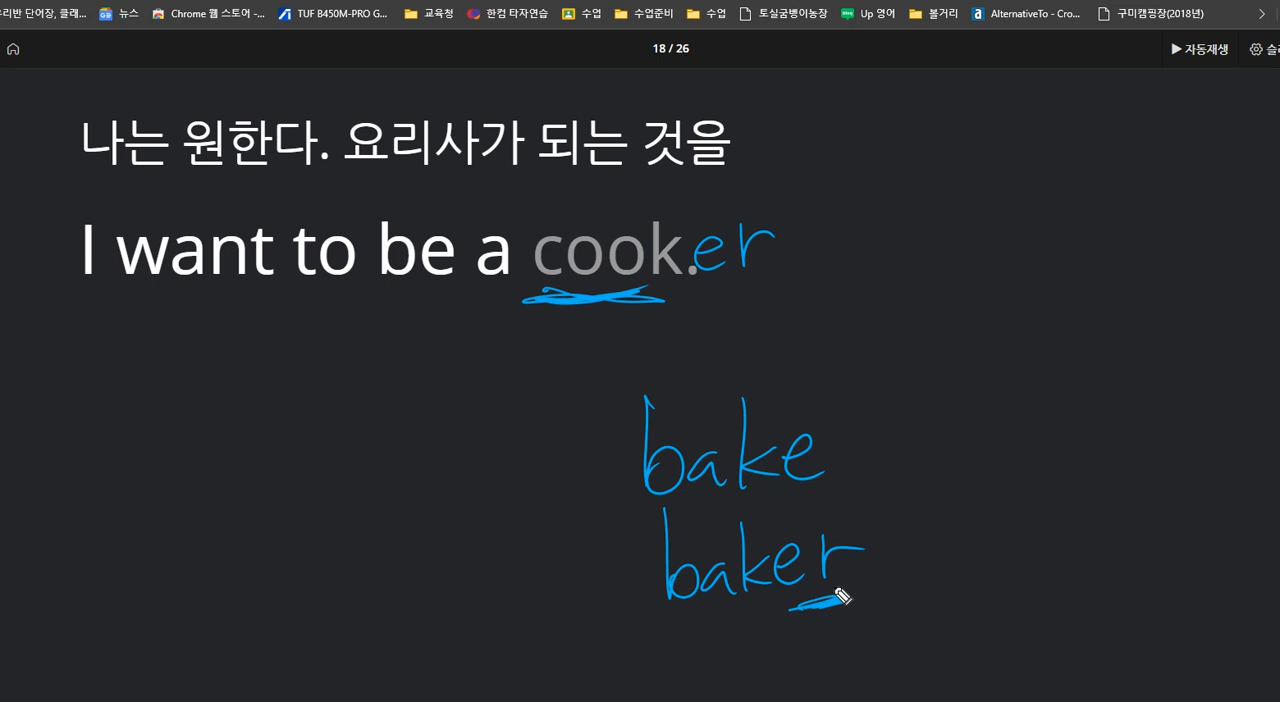 우리반 단어장, 클래... 뉴스 Chrome 웹 스토어 -... TUF B450M-PRO G... 교육청 한컴 타자연습 수업 수업준비 수업 토실굼벵이농장 Up 영어 볼거리 AlternativeTo - Cro... 구미캠핑장(2018년)
18 / 26 자동재생
나는 원한다. 요리사가 되는 것을
I want to be a cook.er
bake
baker